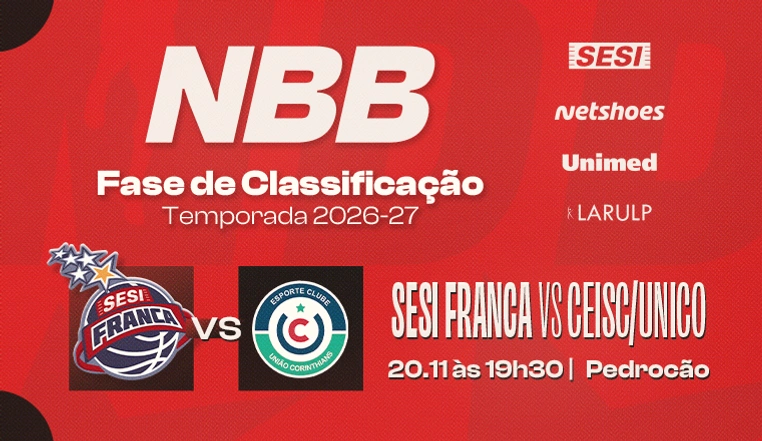 NBB
Fase de Classificação
Temporada 2026-27
SESI
netshoes
Unimed
LARULP
SESI
FRANCA
VS
ESPORTE CLUBE
C
UNIÃO CORINTHIANS
SESI FRANCA VS CEISC/UNICO
20.11 às 19h30 | Pedrocão